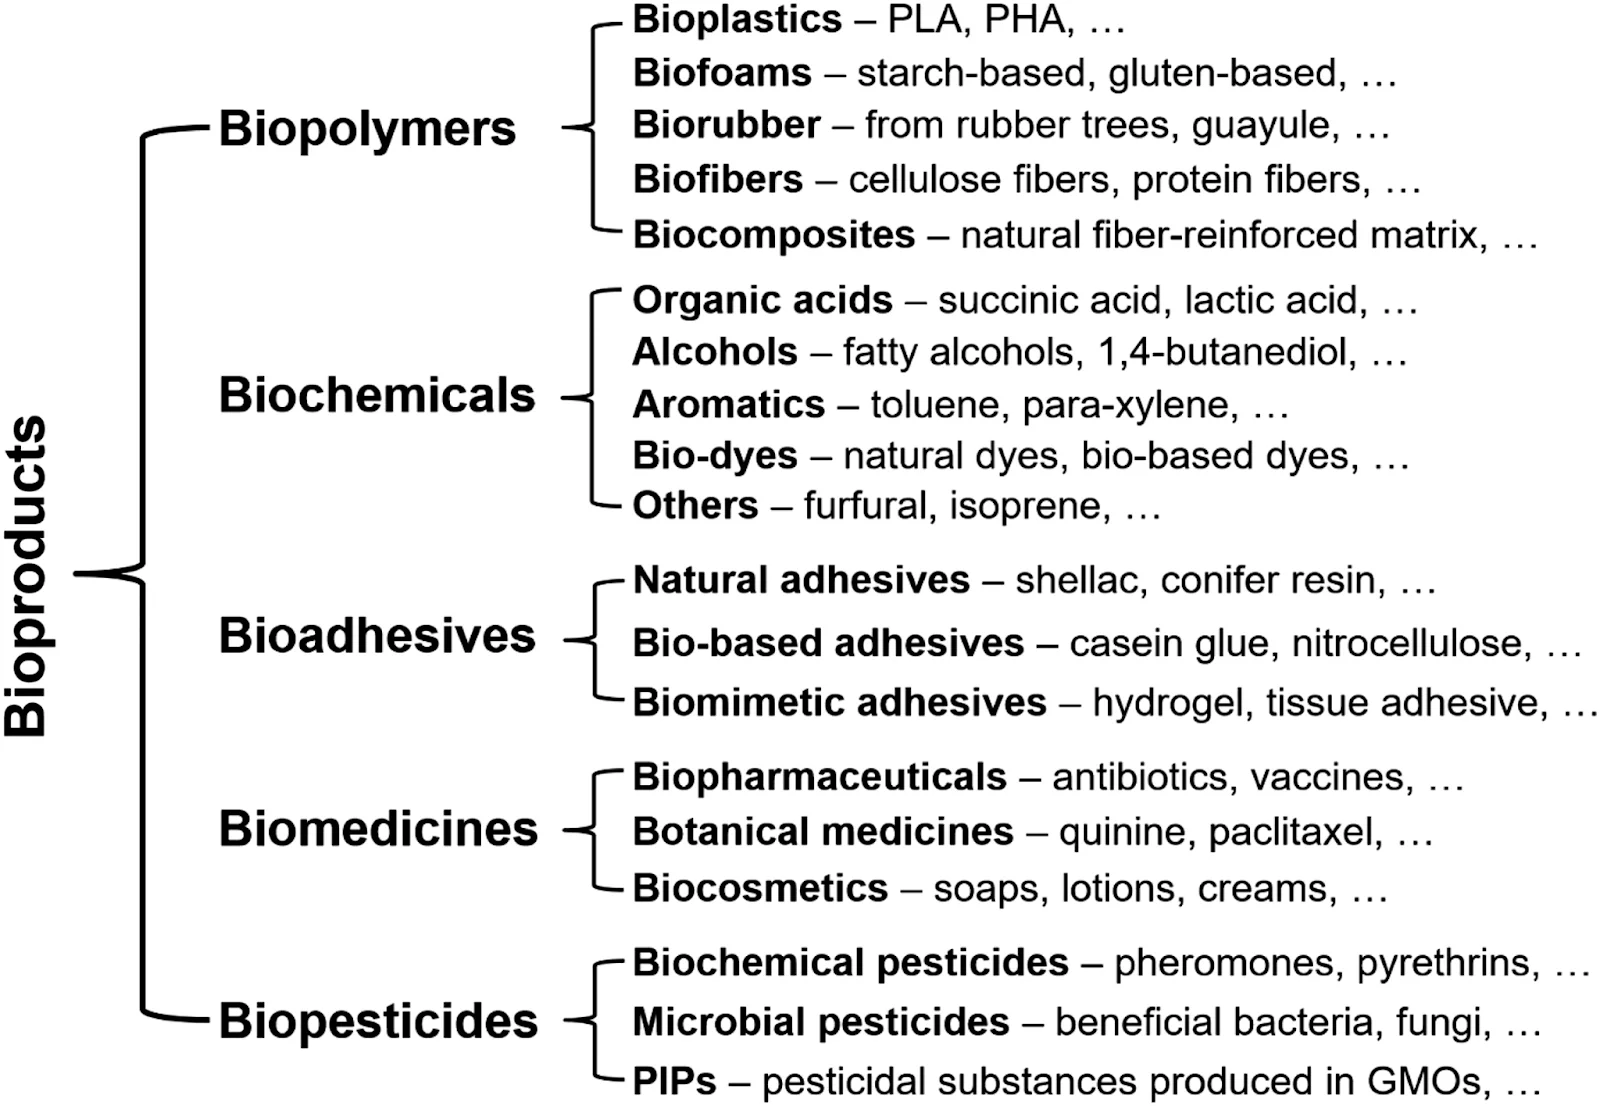 Bioproducts
Biopolymers
Bioplastics – PLA, PHA, …
Biofoams – starch-based, gluten-based, …
Biorubber – from rubber trees, guayule, …
Biofibers – cellulose fibers, protein fibers, …
Biocomposites – natural fiber-reinforced matrix, …
Biochemicals
Organic acids – succinic acid, lactic acid, …
Alcohols – fatty alcohols, 1,4-butanediol, …
Aromatics – toluene, para-xylene, …
Bio-dyes – natural dyes, bio-based dyes, …
Others – furfural, isoprene, …
Bioadhesives
Natural adhesives – shellac, conifer resin, …
Bio-based adhesives – casein glue, nitrocellulose, …
Biomimetic adhesives – hydrogel, tissue adhesive, …
Biomedicines
Biopharmaceuticals – antibiotics, vaccines, …
Botanical medicines – quinine, paclitaxel, …
Biocosmetics – soaps, lotions, creams, …
Biopesticides
Biochemical pesticides – pheromones, pyrethrins, …
Microbial pesticides – beneficial bacteria, fungi, …
PIPs – pesticidal substances produced in GMOs, …